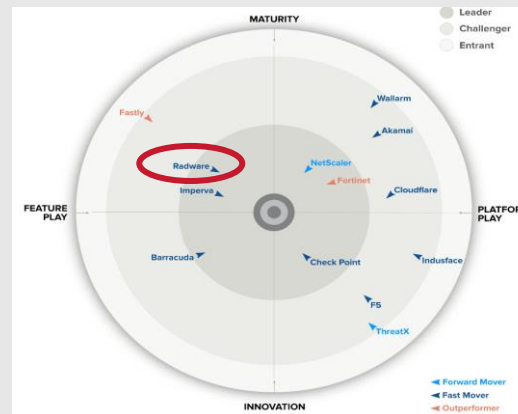 MATURITY
Leader
Challenger
Entrant
Fastly
Wallarm
Akamai
Radware
NetScaler
Fortinet
Imperva
Cloudflare
FEATURE
PLAY
PLATFO
PLAY
Barracuda
Check Point
Indusface
F5
ThreatX
INNOVATION
Forward Mover
Fast Mover
Outperformer